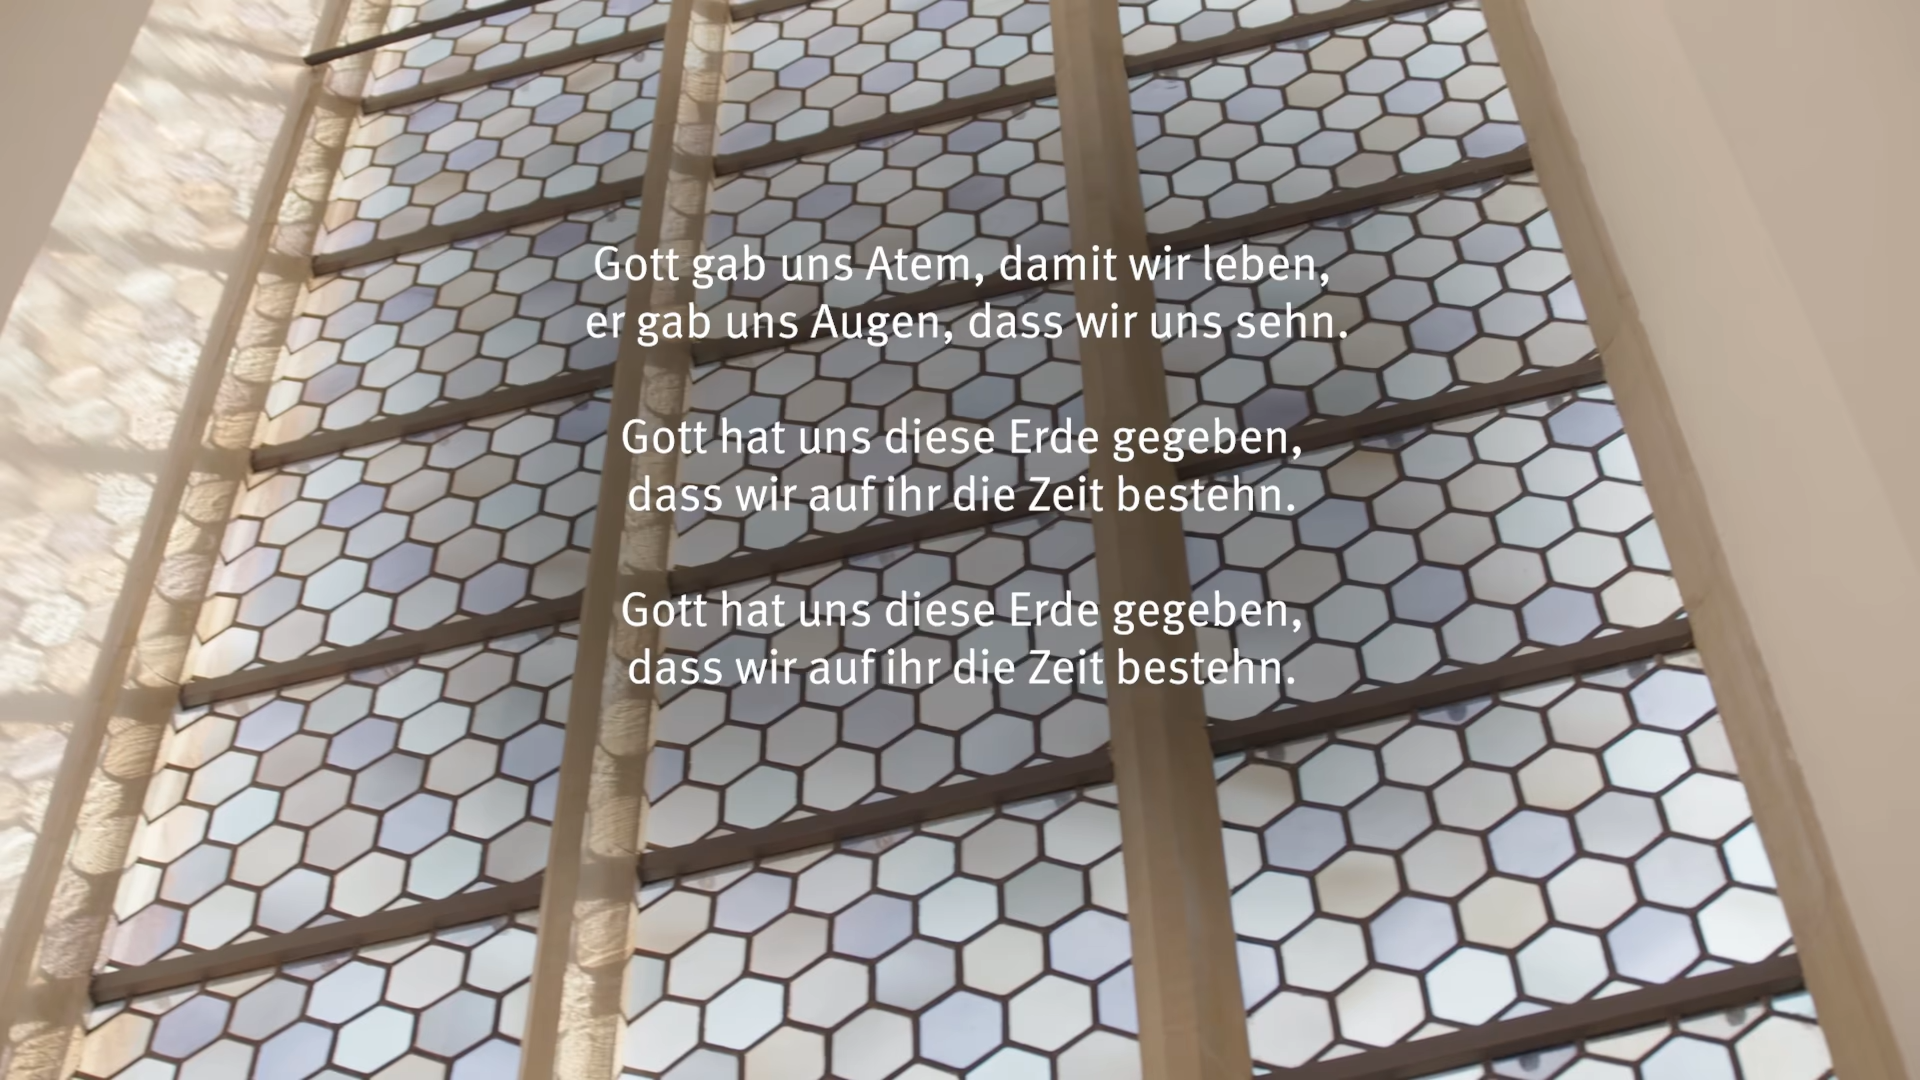 Gott gab uns Atem, damit wir leben,
er gab uns Augen, dass wir uns sehn.
Gott hat uns diese Erde gegeben,
dass wir auf ihr die Zeit bestehn.
Gott hat uns diese Erde gegeben,
dass wir auf ihr die Zeit bestehn.